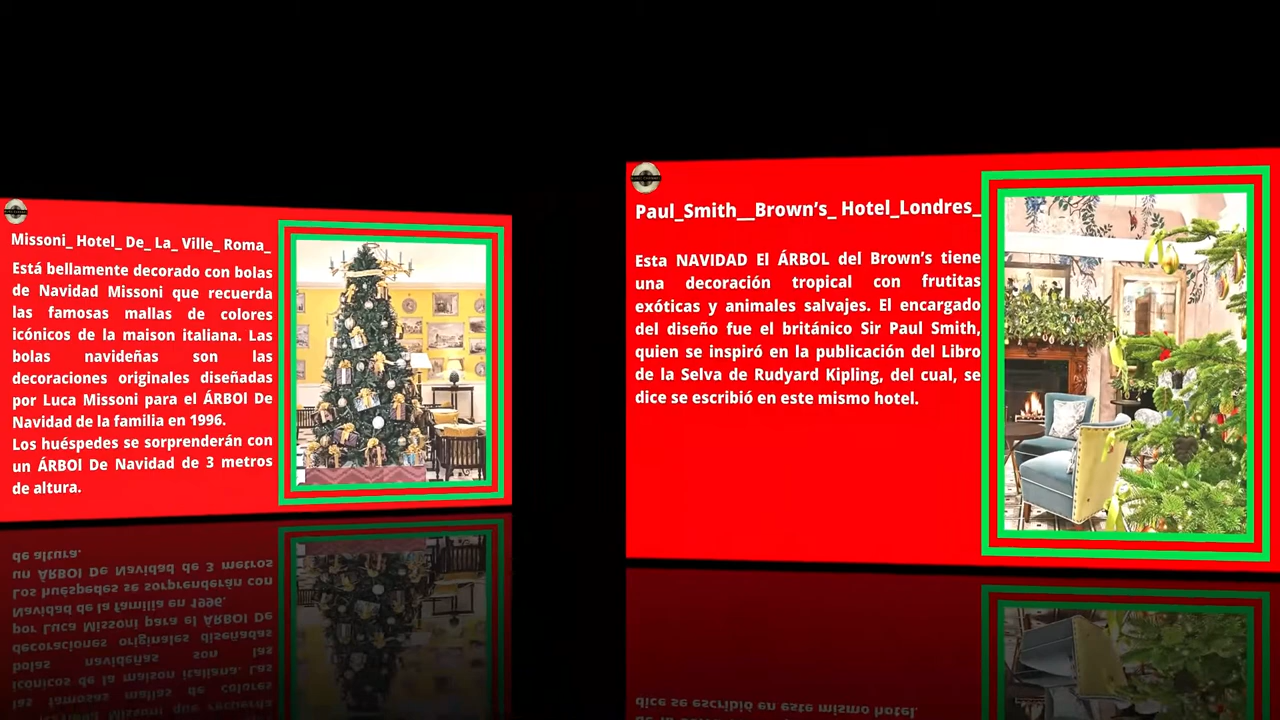 Missoni_ Hotel_ De_ La_ Ville_ Roma_
Está bellamente decorado con bolas
de Navidad Missoni que recuerda
las famosas mallas de colores
icónicos de la maison italiana. Las
bolas navideñas son las
decoraciones originales diseñadas
por Luca Missoni para el ÁRBOl De
Navidad de la familia en 1996.
Los huéspedes se sorprenderán con
un ÁRBOl De Navidad de 3 metros
de altura.
Paul_Smith__Brown's_ Hotel_Londres_
Esta NAVIDAD El ÁRBOL del Brown's tiene
una decoración tropical con frutitas
exóticas y animales salvajes. El encargado
del diseño fue el británico Sir Paul Smith,
quien se inspiró en la publicación del Libro
de la Selva de Rudyard Kipling, del cual, se
dice se escribió en este mismo hotel.